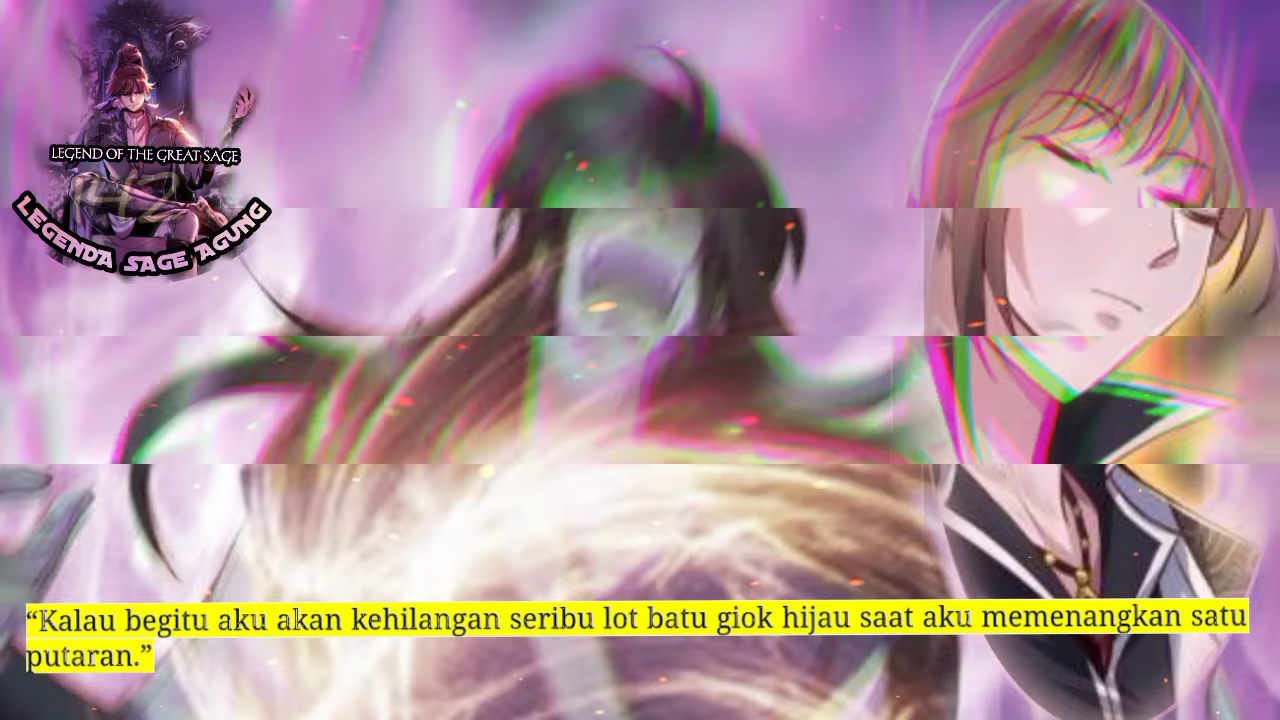 LEGEND OF THE GREAT SAGE
142
LEGENDA SAGE AGUNG
“Kalau begitu aku akan kehilangan seribu lot batu giok hijau saat aku memenangkan satu
putaran.”